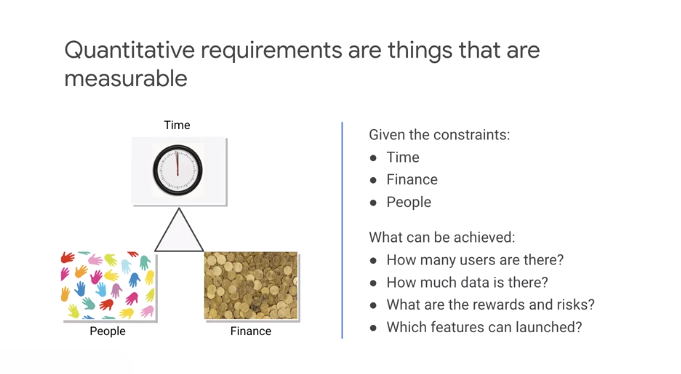 Quantitative requirements are things that are
measurable
Time
People
Finance
Given the constraints:
● Time
● Finance
● People
What can be achieved:
● How many users are there?
● How much data is there?
● What are the rewards and risks?
● Which features can launched?